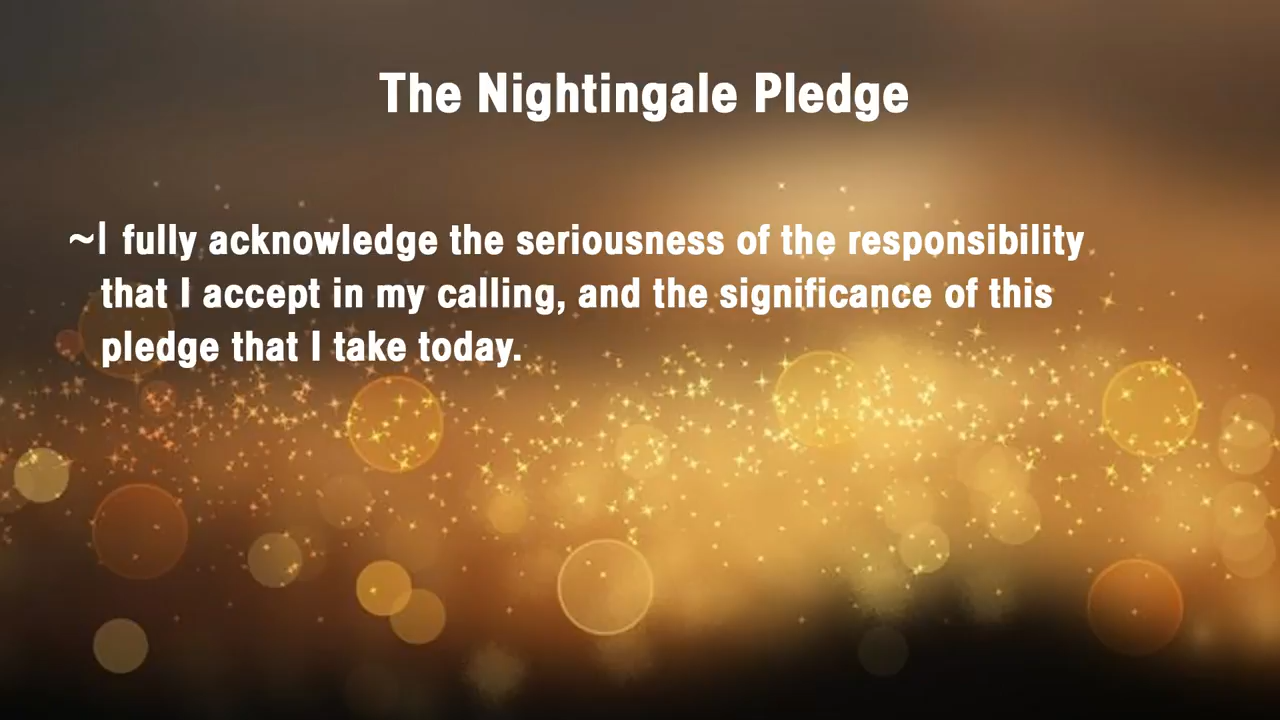 The Nightingale Pledge
~I fully acknowledge the seriousness of the responsibility
that I accept in my calling, and the significance of this
pledge that I take today.